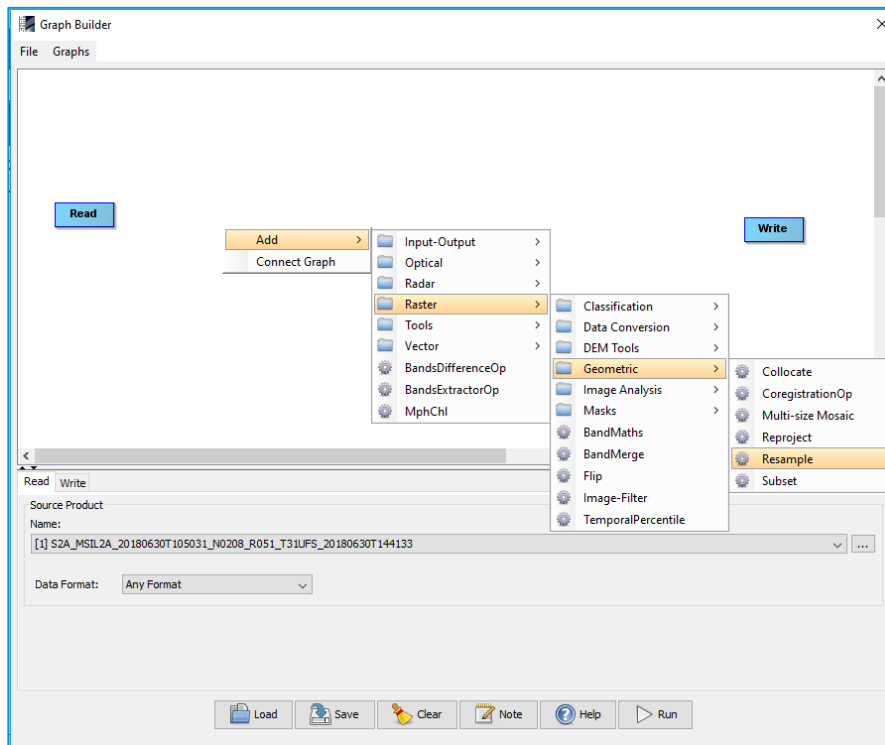 Graph Builder
File Graphs
Read
Write
Add
Connect Graph
Input-Output
Optical
Radar
Raster
Tools
Vector
BandsDifferenceOp
BandsExtractorOp
MphChl
Classification
Data Conversion
DEM Tools
Geometric
Image Analysis
Masks
BandMaths
BandMerge
Flip
Image-Filter
TemporalPercentile
Collocate
CoregistrationOp
Multi-size Mosaic
Reproject
Resample
Subset
Read Write
Source Product
Name:
[1] S2A_MSIL2A_20180630T105031_N0208_R051_T31UFS_20180630T144133
...
Data Format: Any Format
Load Save Clear Note Help Run